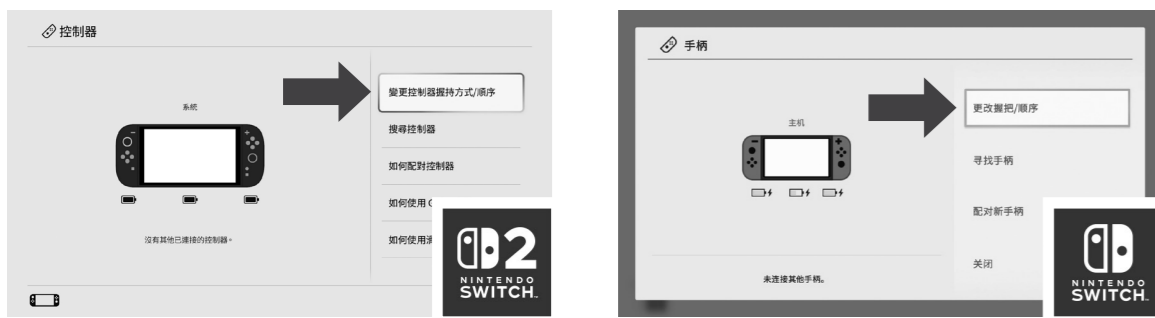 控制器
系統
沒有其他已連接的控制器。
變更控制器握持方式/順序
搜尋控制器
如何配對控制器
如何使用
如何使用
2
NINTENDO
SWITCH™
手柄
主机
未连接其他手柄。
更改握把/顺序
寻找手柄
配对新手柄
关闭
NINTENDO
SWITCH™